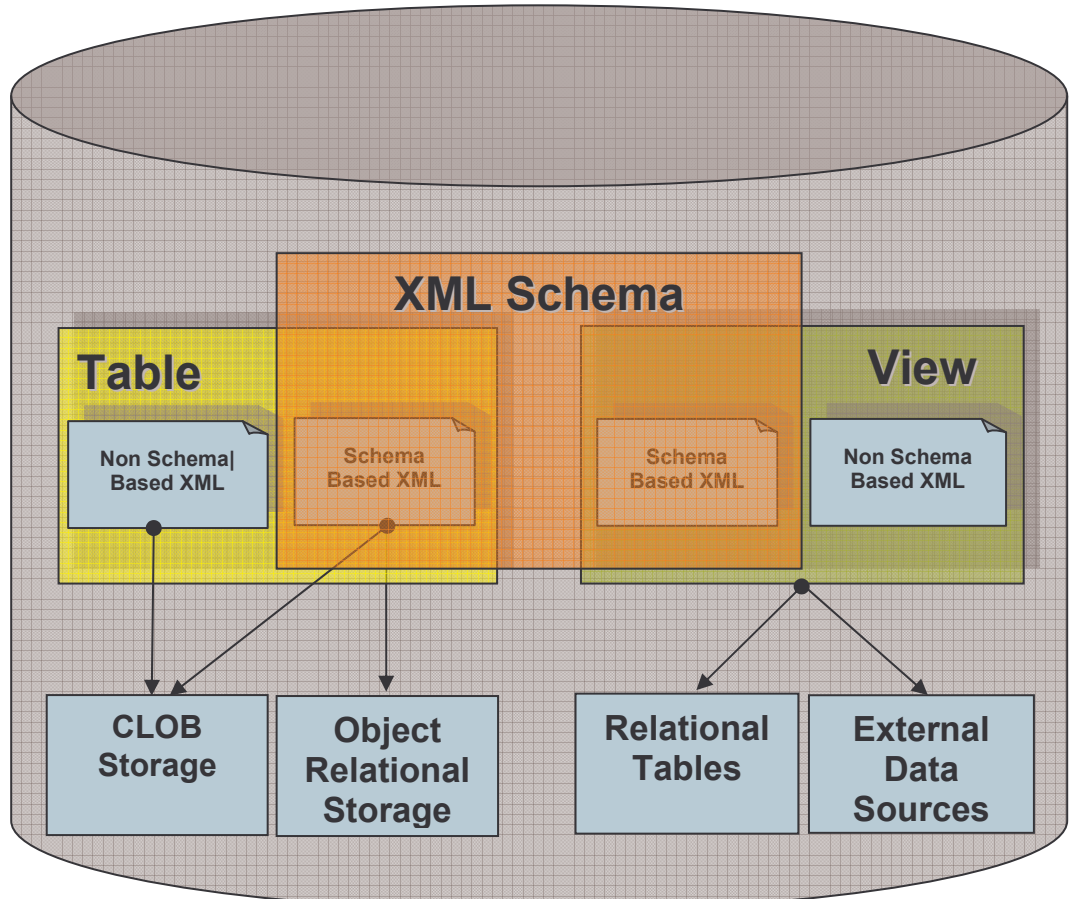 XML Schema
Table
View
Non Schema|
Based XML
Schema
Based XML
Schema
Based XML
Non Schema
Based XML
CLOB
Storage
Object
Relational
Storage
Relational
Tables
External
Data
Sources